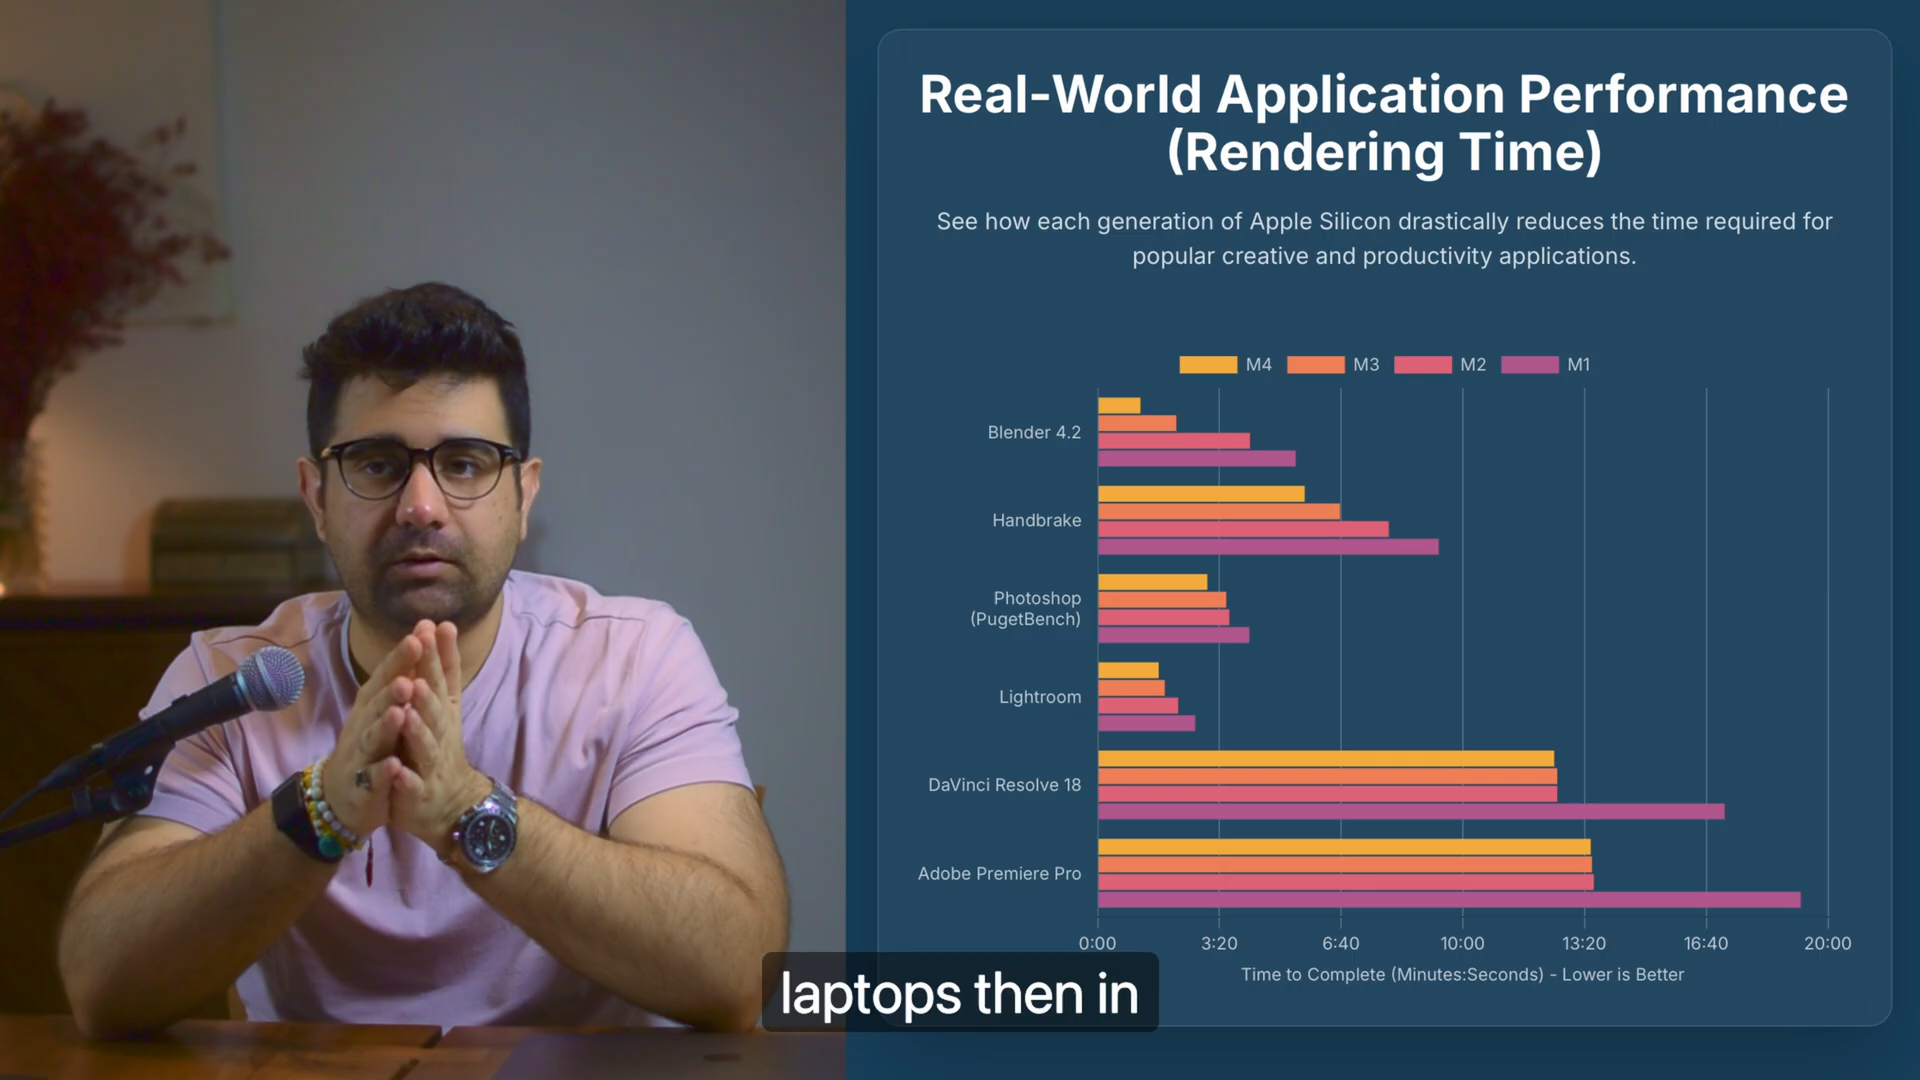 Real-World Application Performance
(Rendering Time)
See how each generation of Apple Silicon drastically reduces the time required for
popular creative and productivity applications.
M4 M3 M2 M1
Blender 4.2
Handbrake
Photoshop
(PugetBench)
Lightroom
DaVinci Resolve 18
Adobe Premiere Pro
0:00 3:20 6:40 10:00 13:20 16:40 20:00
Time to Complete (Minutes:Seconds) - Lower is Better
laptops then in